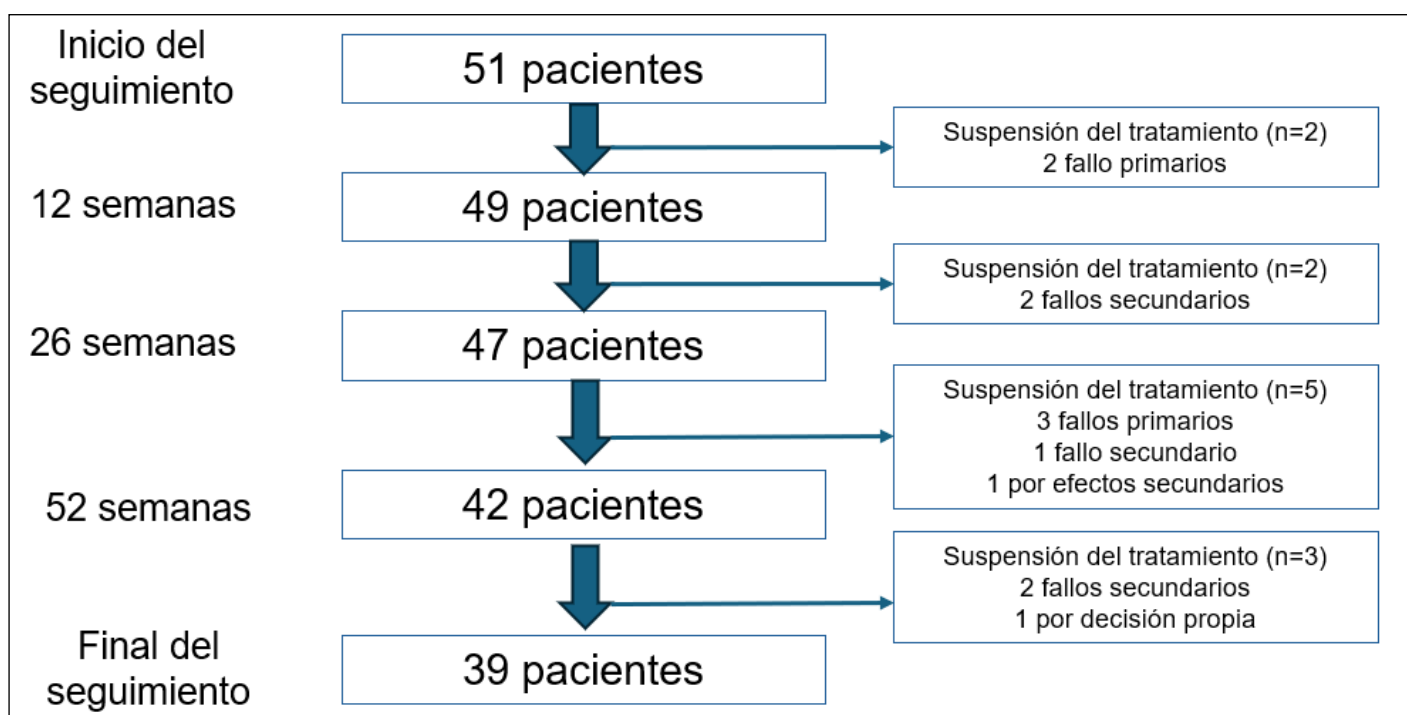 Inicio del
seguimiento
51 pacientes
Suspensión del tratamiento (n=2)
2 fallo primarios
12 semanas
49 pacientes
Suspensión del tratamiento (n=2)
2 fallos secundarios
26 semanas
47 pacientes
Suspensión del tratamiento (n=5)
3 fallos primarios
1 fallo secundario
1 por efectos secundarios
52 semanas
42 pacientes
Suspensión del tratamiento (n=3)
2 fallos secundarios
1 por decisión propia
Final del
seguimiento
39 pacientes